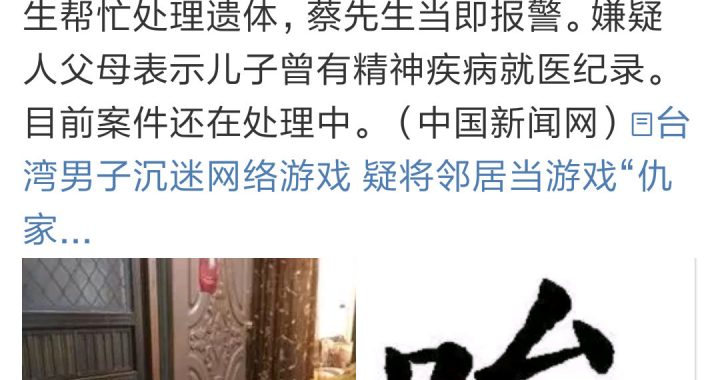 生帮忙处理遗体，蔡先生当即报警。嫌疑
人父母表示儿子曾有精神疾病就医纪录。
目前案件还在处理中。（中国新闻网）台
湾男子沉迷网络游戏 疑将邻居当游戏“仇
家...